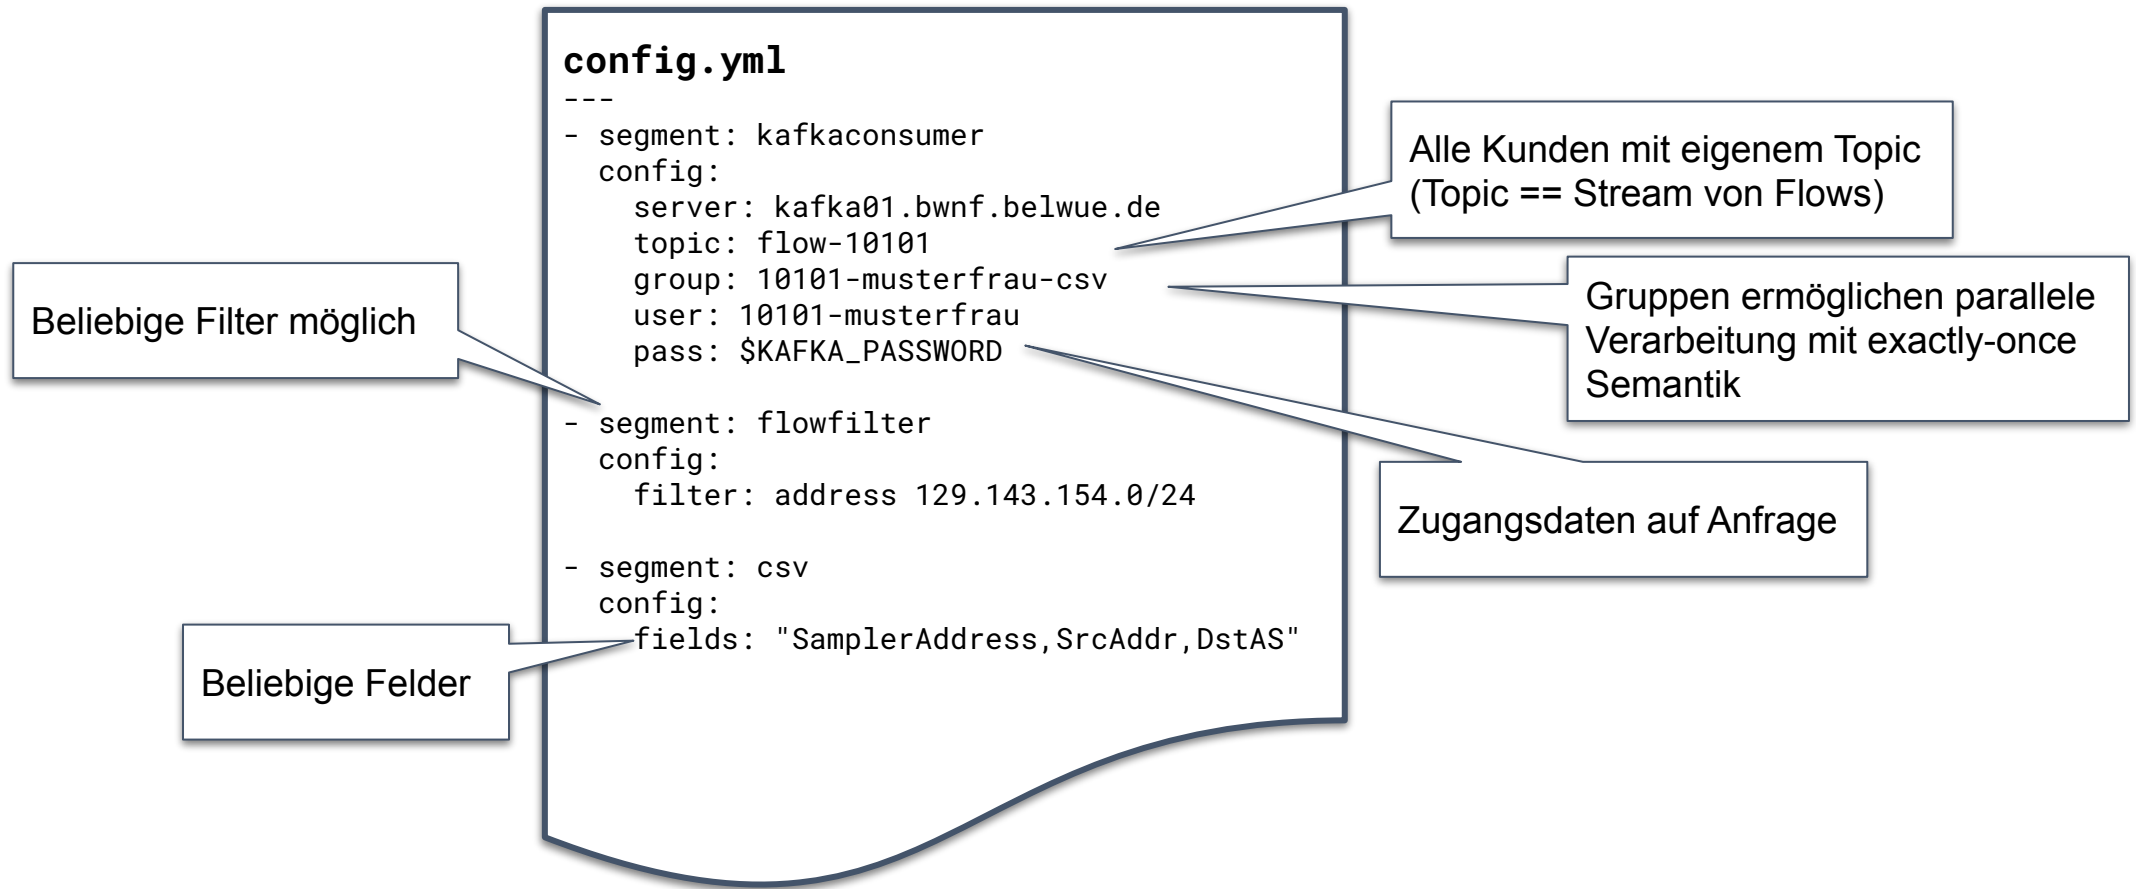 config.yml
---
- segment: kafkaconsumer
  config:
    server: kafka01.bwnf.belwue.de
    topic: flow-10101
    group: 10101-musterfrau-csv
    user: 10101-musterfrau
    pass: $KAFKA_PASSWORD
- segment: flowfilter
  config:
    filter: address 129.143.154.0/24
- segment: csv
  config:
    fields: "SamplerAddress,SrcAddr,DstAS"
Alle Kunden mit eigenem Topic
(Topic == Stream von Flows)
Gruppen ermöglichen parallele
Verarbeitung mit exactly-once
Semantik
Zugangsdaten auf Anfrage
Beliebige Filter möglich
Beliebige Felder